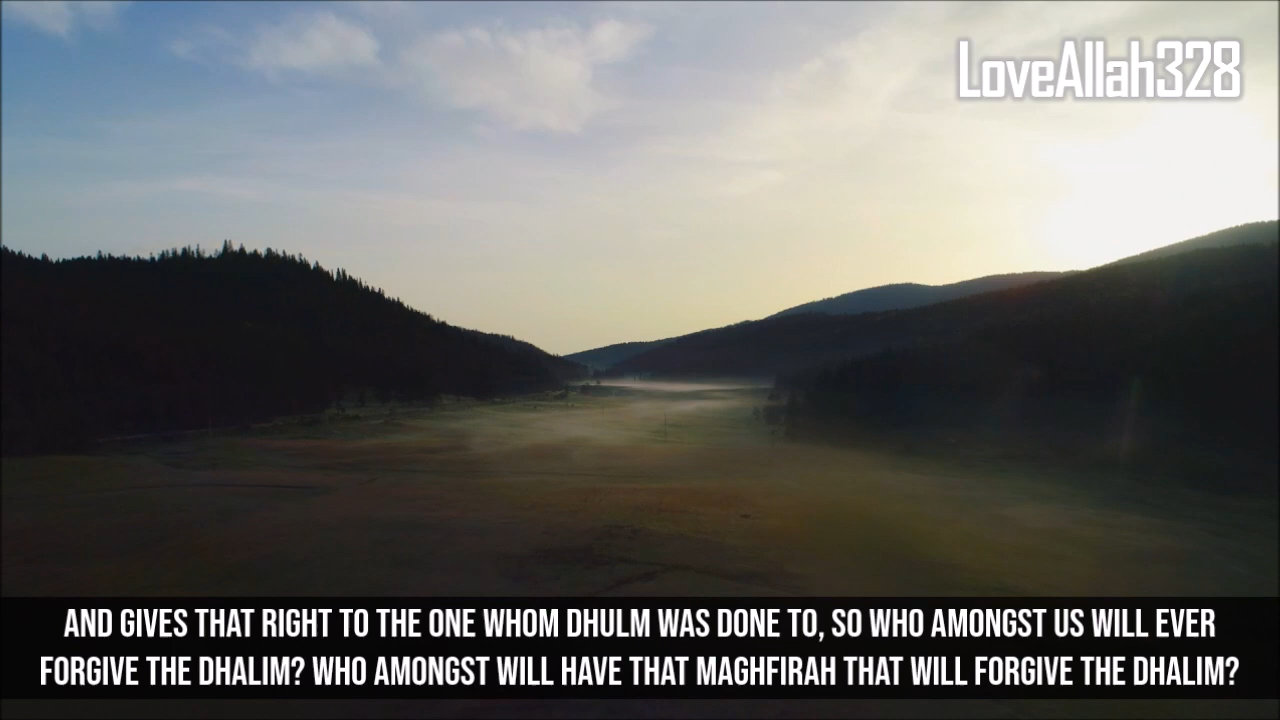 LoveAllah328
AND GIVES THAT RIGHT TO THE ONE WHOM DHULM WAS DONE TO, SO WHO AMONGST US WILL EVER
FORGIVE THE DHALIM? WHO AMONGST WILL HAVE THAT MAGHFIRAH THAT WILL FORGIVE THE DHALIM?